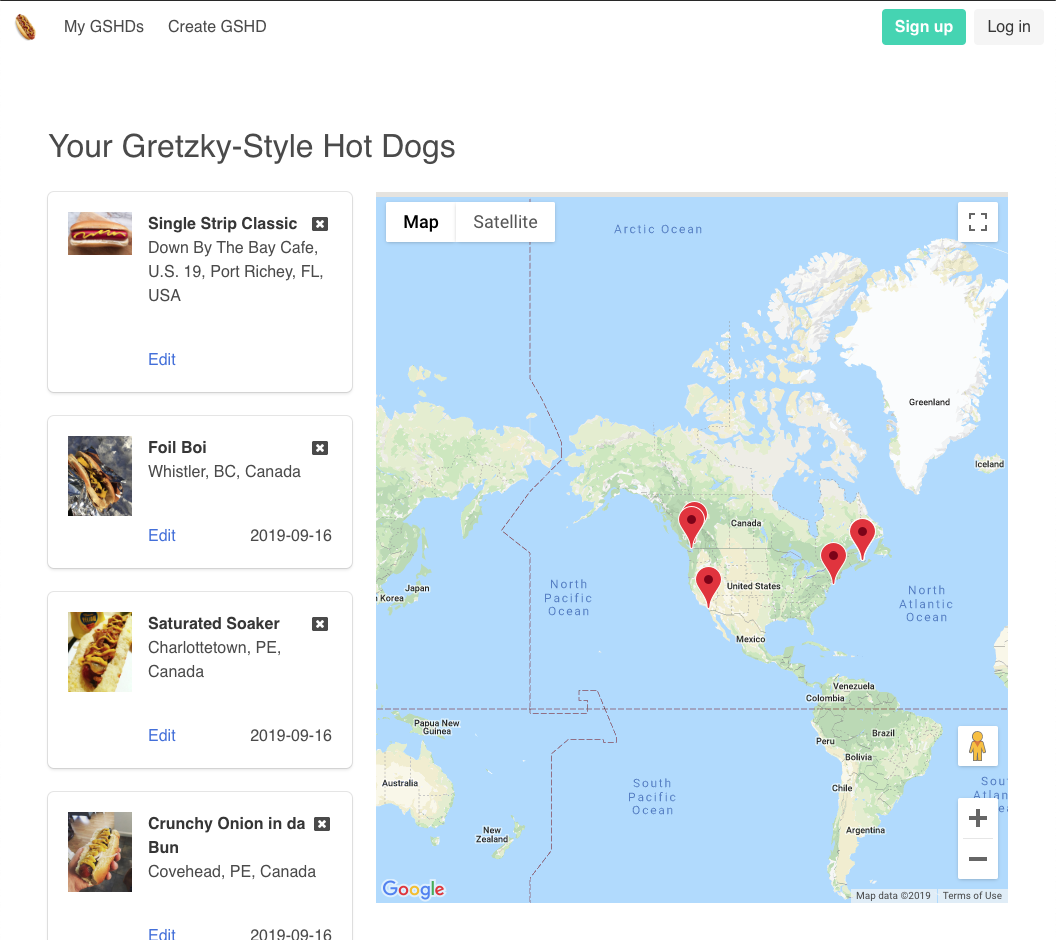 My GSHDs
Create GSHD
Sign up
Log in
Your Gretzky-Style Hot Dogs
Single Strip Classic
Down By The Bay Cafe,
U.S. 19, Port Richey, FL,
USA
Edit
Foil Boi
Whistler, BC, Canada
Edit
2019-09-16
Saturated Soaker
Charlottetown, PE,
Canada
Edit
2019-09-16
Crunchy Onion in da
Bun
Covehead, PE, Canada
Edit
2019-09-16
Map
Satellite
Arctic Ocean
Greenland
Iceland
Canada
United States
Japan
Korea
North
Pacific
Ocean
North
Atlantic
Ocean
Mexico
Venezuela
Colombia
Papua New
Guinea
Peru
Brazil
Bolivia
Australia
Chile
South
Pacific
Ocean
New
Zealand
Argentina
Google
Map data ©2019
Terms of Use